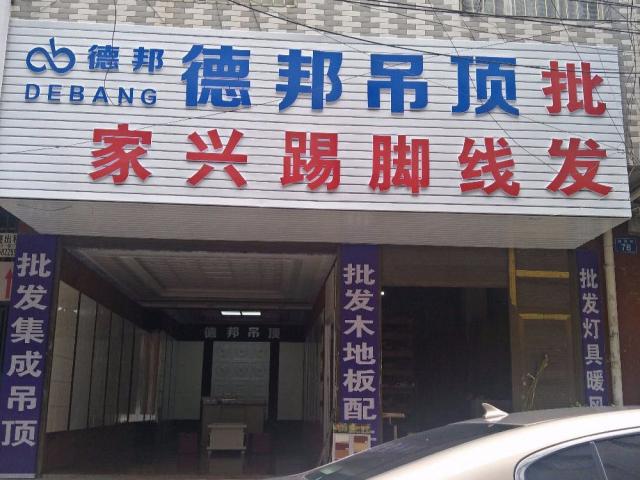 德邦
DEBANG
德邦吊顶批
家兴踢脚线发
批发集成吊顶
德邦吊顶
批发木地板配
批发灯具暖风
78